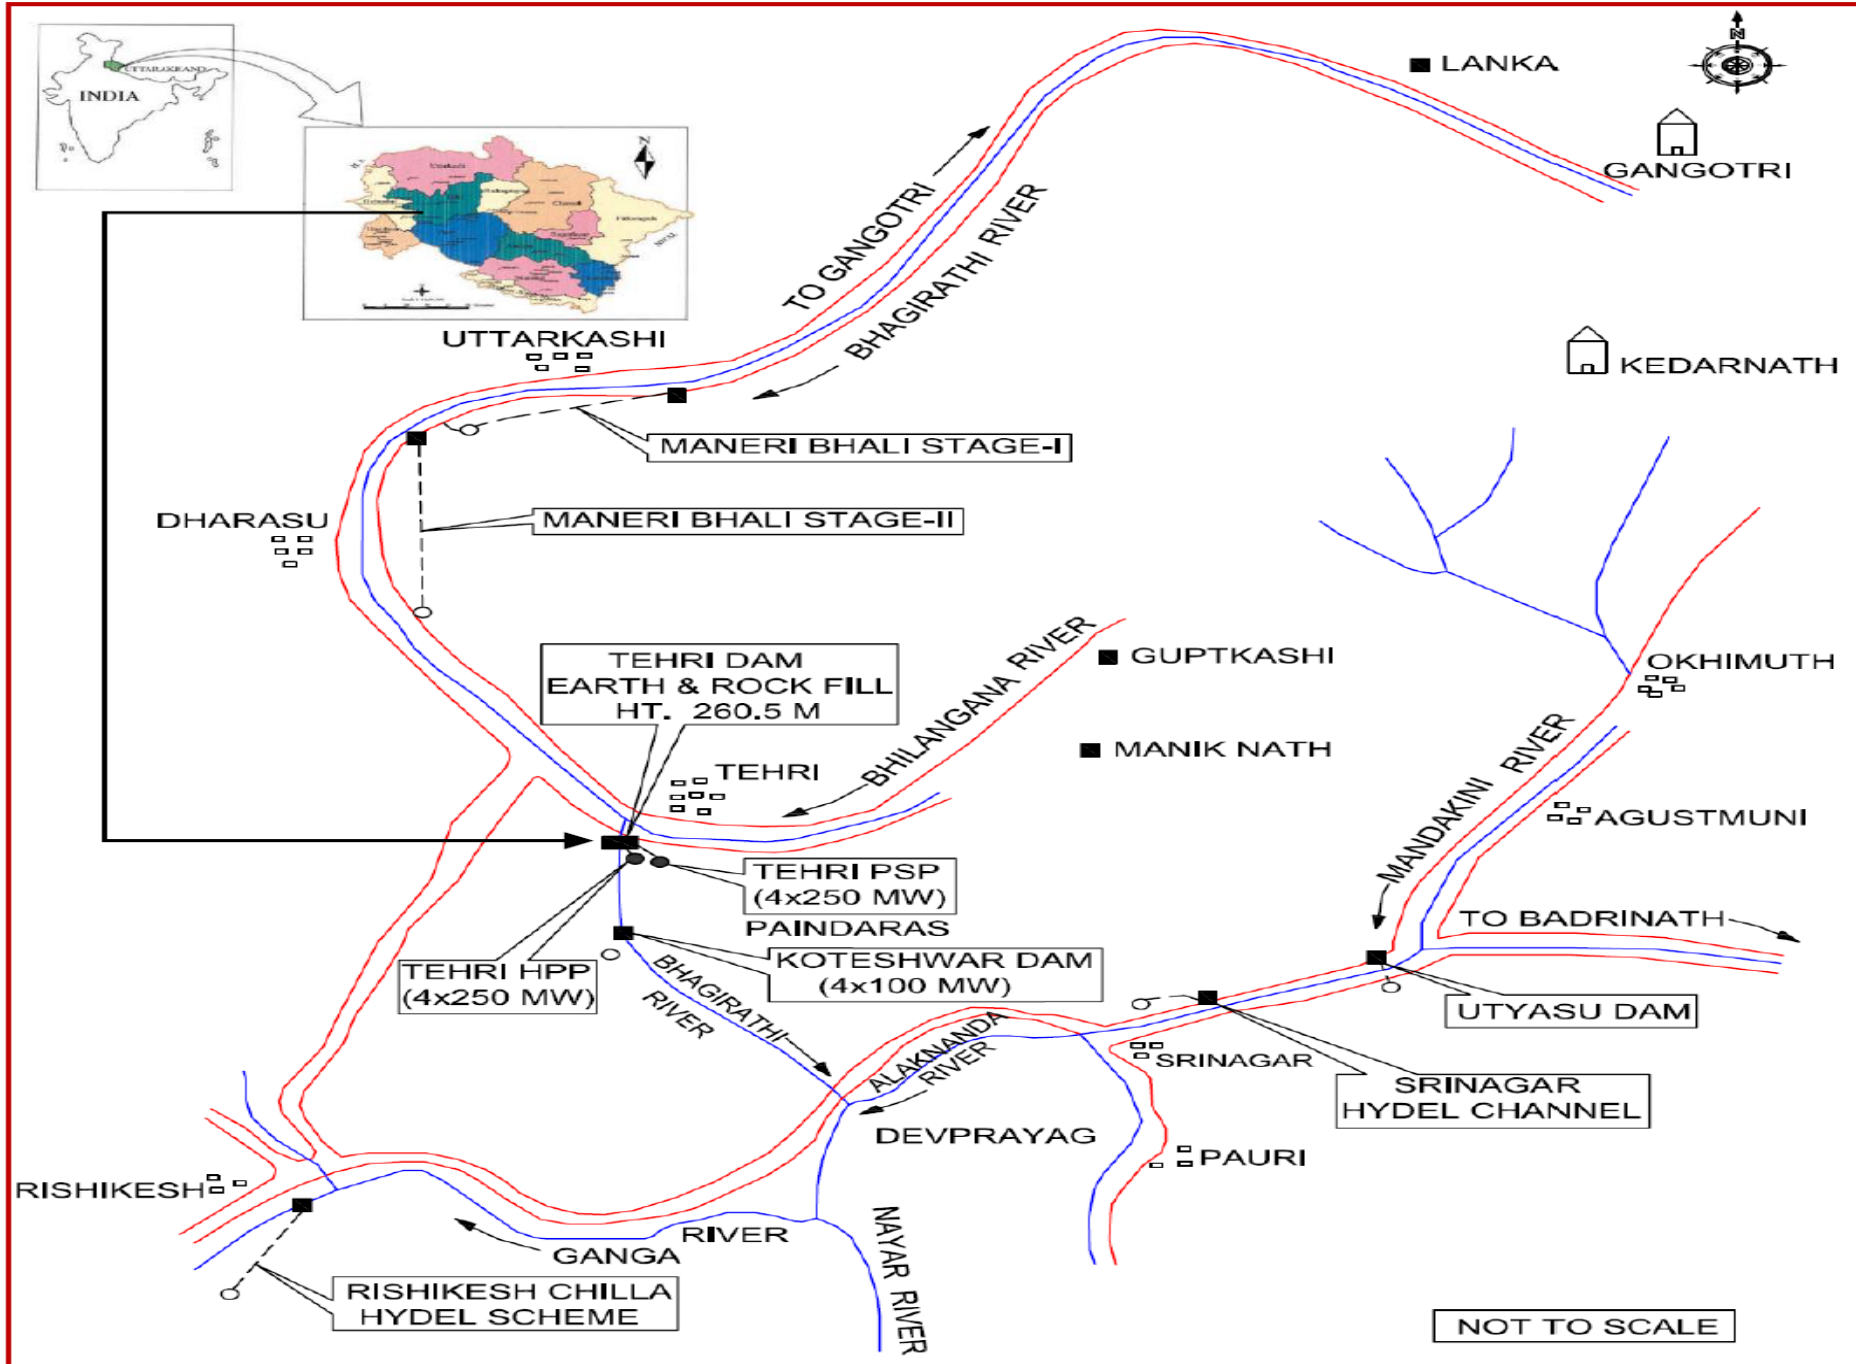 UTTARAKHAND
INDIA
N
N
LANKA
GANGOTRI
TO GANGOTRI
BHAGIRATHI RIVER
UTTARKASHI
KEDARNATH
MANERI BHALI STAGE-I
DHARASU
MANERI BHALI STAGE-II
TEHRI DAM
EARTH & ROCK FILL
HT. 260.5 M
BHILANGANA RIVER
GUPTKASHI
OKHIMUTH
MANIK NATH
TEHRI
MANDAKINI RIVER
AGUSTMUNI
TEHRI PSP
(4x250 MW)
PAINDARAS
TO BADRINATH
TEHRI HPP
(4x250 MW)
KOTESHWAR DAM
(4x100 MW)
BHAGIRATHI
RIVER
UTYASU DAM
ALAKNANDA
RIVER
SRINAGAR
SRINAGAR
HYDEL CHANNEL
DEVPRAYAG
PAURI
RISHIKESH
GANGA
RIVER
NAYAR RIVER
RISHIKESH CHILLA
HYDEL SCHEME
NOT TO SCALE